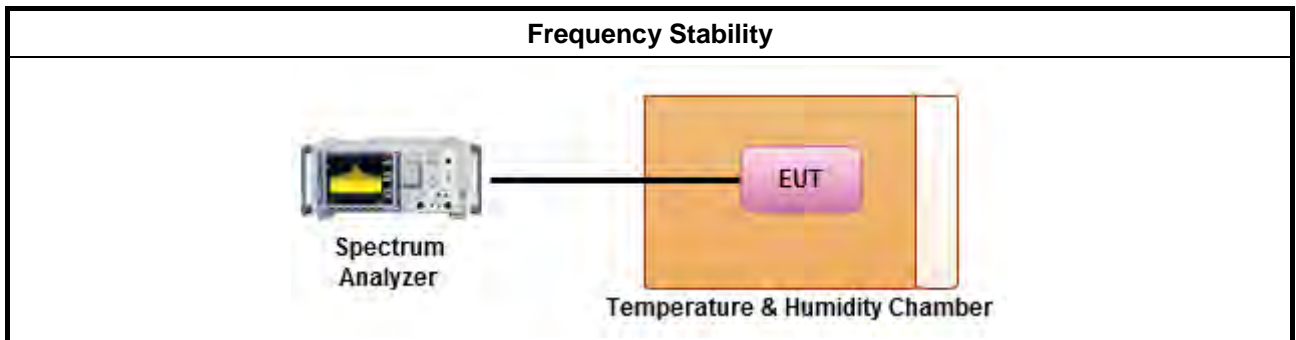 Frequency Stability
EUT
Spectrum
Analyzer
Temperature & Humidity Chamber